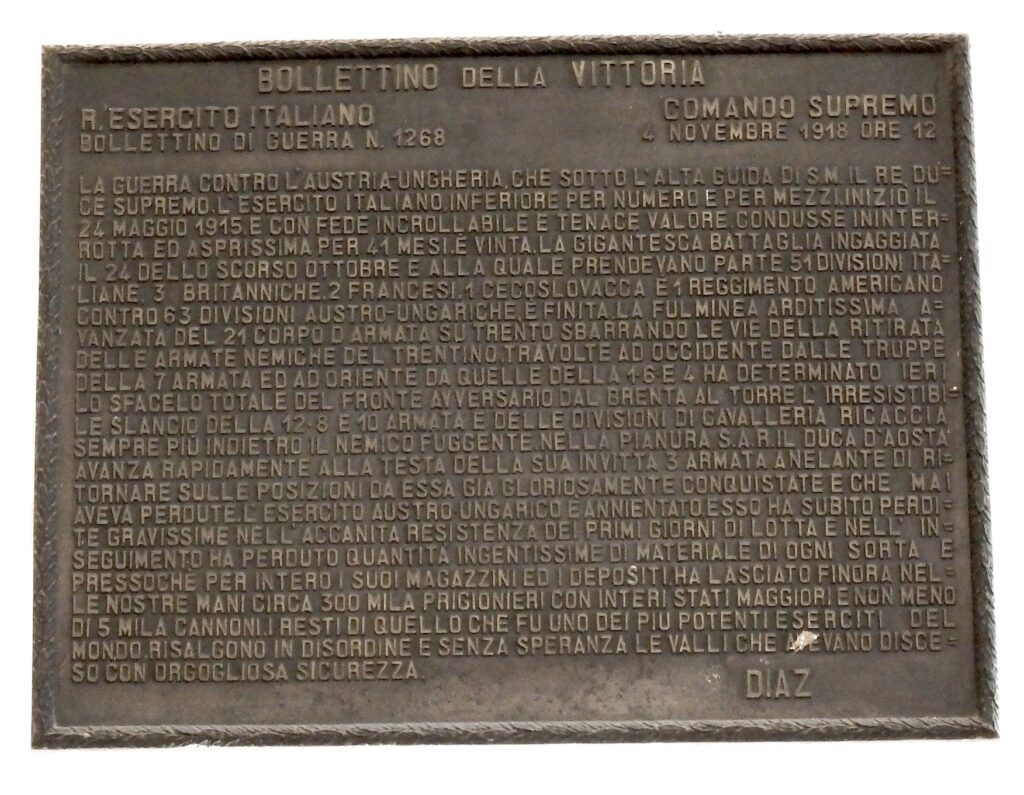 BOLLETTINO DELLA VITTORIA
R. ESERCITO ITALIANO
COMANDO SUPREMO
BOLLETTINO DI GUERRA N. 1268
4 NOVEMBRE 1918 ORE 12
LA GUERRA CONTRO L'AUSTRIA-UNGHERIA, CHE SOTTO L'ALTA GUIDA DI S.M. IL RE DU=
CE SUPREMO. L'ESERCITO ITALIANO, INFERIORE PER NUMERO E PER MEZZI. INIZIO IL
24 MAGGIO 1915, E CON FEDE INCROLLABILE E TENACE VALORE CONDUSSE ININTER=
ROTTA ED ASPRISSIMA PER 41 MESI. È VINTA. LA GIGANTESCA BATTAGLIA INGAGGIATA
IL 24 DELLO SCORSO OTTOBRE E ALLA QUALE PRENDEVANO PARTE 51 DIVISIONI ITA=
LIANE 3 BRITANNICHE. 2 FRANCESI. 1 CECOSLOVACCA E 1 REGGIMENTO AMERICANO
CONTRO 63 DIVISIONI AUSTRO-UNGARICHE, È FINITA. LA FULMINEA ARDITISSIMA A=
VANZATA DEL 21 CORPO D'ARMATA SU TRENTO SBARRANDO LE VIE DELLA RITIRATA
DELLE ARMATE NEMICHE DEL TRENTINO, TRAVOLTE AD OCCIDENTE DALLE TRUPPE
DELLA 7 ARMATA ED AD ORIENTE DA QUELLE DELLA 1-6 E 4 HA DETERMINATO IERI
LO SFACELO TOTALE DEL FRONTE AVVERSARIO. DAL BRENTA AL TORRE L'IRRESISTIBI=
LE SLANCIO DELLA 12-8 E 10 ARMATA E DELLE DIVISIONI DI CAVALLERIA RICACCIA
SEMPRE PIÙ INDIETRO IL NEMICO FUGGENTE. NELLA PIANURA S.A.R. IL DUCA D'AOSTA
AVANZA RAPIDAMENTE ALLA TESTA DELLA SUA INVITTA 3 ARMATA ANELANTE DI RI=
TORNARE SULLE POSIZIONI DA ESSA GIÀ GLORIOSAMENTE CONQUISTATE E CHE MAI
AVEVA PERDUTE. L'ESERCITO AUSTRO-UNGARICO È ANNIENTATO. ESSO HA SUBITO PERDI=
TE GRAVISSIME NELL'ACCANITA RESISTENZA DEI PRIMI GIORNI DI LOTTA E NELL'IN=
SEGUIMENTO HA PERDUTO QUANTITÀ INGENTISSIME DI MATERIALE DI OGNI SORTA E
PRESSOCHÈ PER INTERO I SUOI MAGAZZINI ED I DEPOSITI. HA LASCIATO FINORA NEL=
LE NOSTRE MANI CIRCA 300 MILA PRIGIONIERI CON INTERI STATI MAGGIORI E NON MENO
DI 5 MILA CANNONI. I RESTI DI QUELLO CHE FU UNO DEI PIÙ POTENTI ESERCITI DEL
MONDO, RISALGONO IN DISORDINE E SENZA SPERANZA LE VALLI CHE AVEVANO DISCE=
SO CON ORGOGLIOSA SICUREZZA.
DIAZ